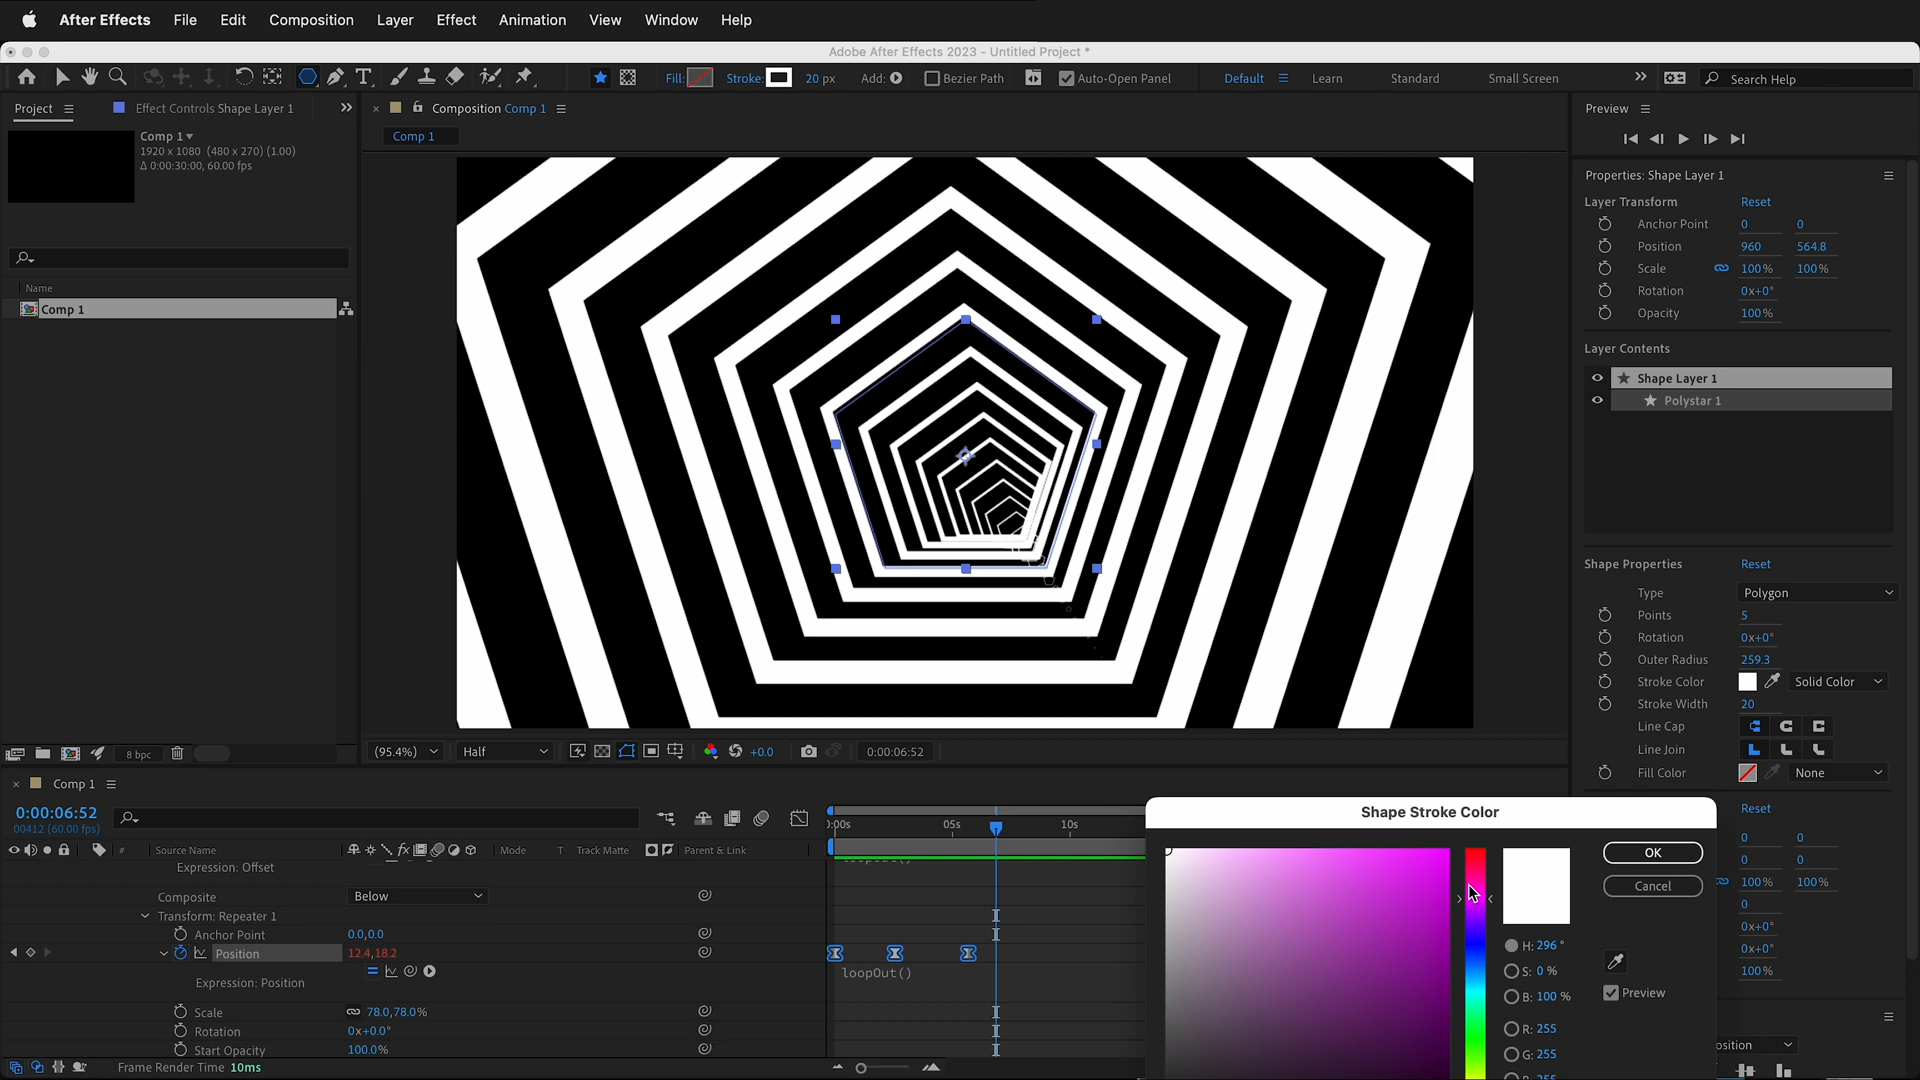 After Effects File Edit Composition Layer Effect Animation View Window Help
Adobe After Effects 2023 - Untitled Project *
Fill: Stroke: 20 px Add: Bezier Path Auto-Open Panel Default Learn Standard Small Screen Search Help
Project Effect Controls Shape Layer 1
Composition Comp 1
Preview
Comp 1
1920 x 1080 (480 x 270) (1.00)
Δ 0:00:30:00, 60.00 fps
Comp 1
Name
Comp 1
Properties: Shape Layer 1
Layer Transform Reset
Anchor Point 0 0
Position 960 564.8
Scale 100% 100%
Rotation 0x+0°
Opacity 100%
Layer Contents
Shape Layer 1
Polystar 1
Shape Properties Reset
Type Polygon
Points 5
Rotation 0x+0°
Outer Radius 259.3
Stroke Color Solid Color
Stroke Width 20
Line Cap
Line Join
Fill Color None
Reset
0 0
0 0
100% 100%
0
0x+0°
0x+0°
100%
osition
8 bpc
(95.4%) Half +0.0 0:00:06:52
Comp 1
0:00:06:52
00412 (60.00 fps)
:00s 05s 10s
# Source Name Mode T Track Matte Parent & Link
Expression: Offset
Composite Below
Transform: Repeater 1
Anchor Point 0.0,0.0
Position 12.4,18.2
loopOut()
Expression: Position
Scale 78.0,78.0%
Rotation 0x+0.0°
Start Opacity 100.0%
Frame Render Time 10ms
Shape Stroke Color
OK
Cancel
H: 296 °
S: 0 %
B: 100 %
Preview
R: 255
G: 255